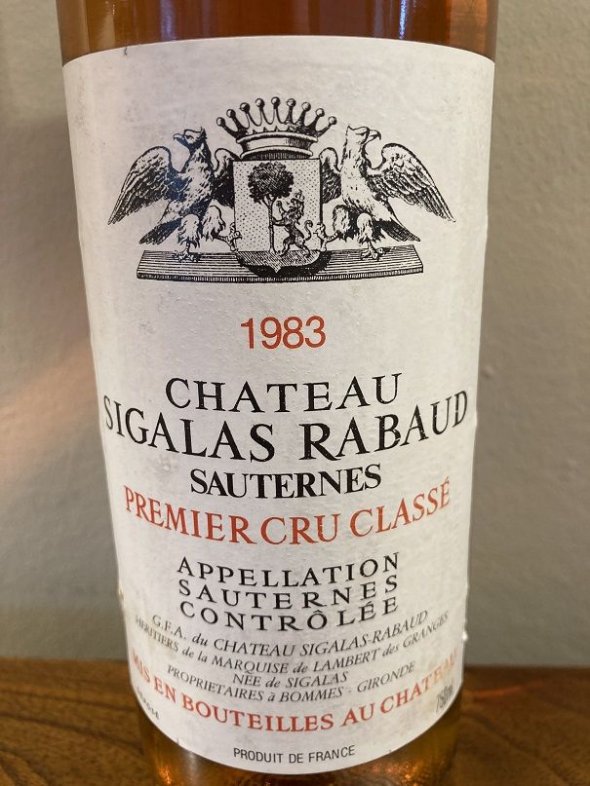 1983
CHATEAU
SIGALAS RABAUD
SAUTERNES
PREMIER CRU CLASSÉ
APPELLATION
SAUTERNES
CONTRÔLÉE
G.F.A. du CHATEAU SIGALAS-RABAUD
HÉRITIERS de la MARQUISE de LAMBERT des GRANGES
NÉE de SIGALAS
PROPRIETAIRES à BOMMES - GIRONDE
MIS EN BOUTEILLES AU CHATEAU
PRODUIT DE FRANCE